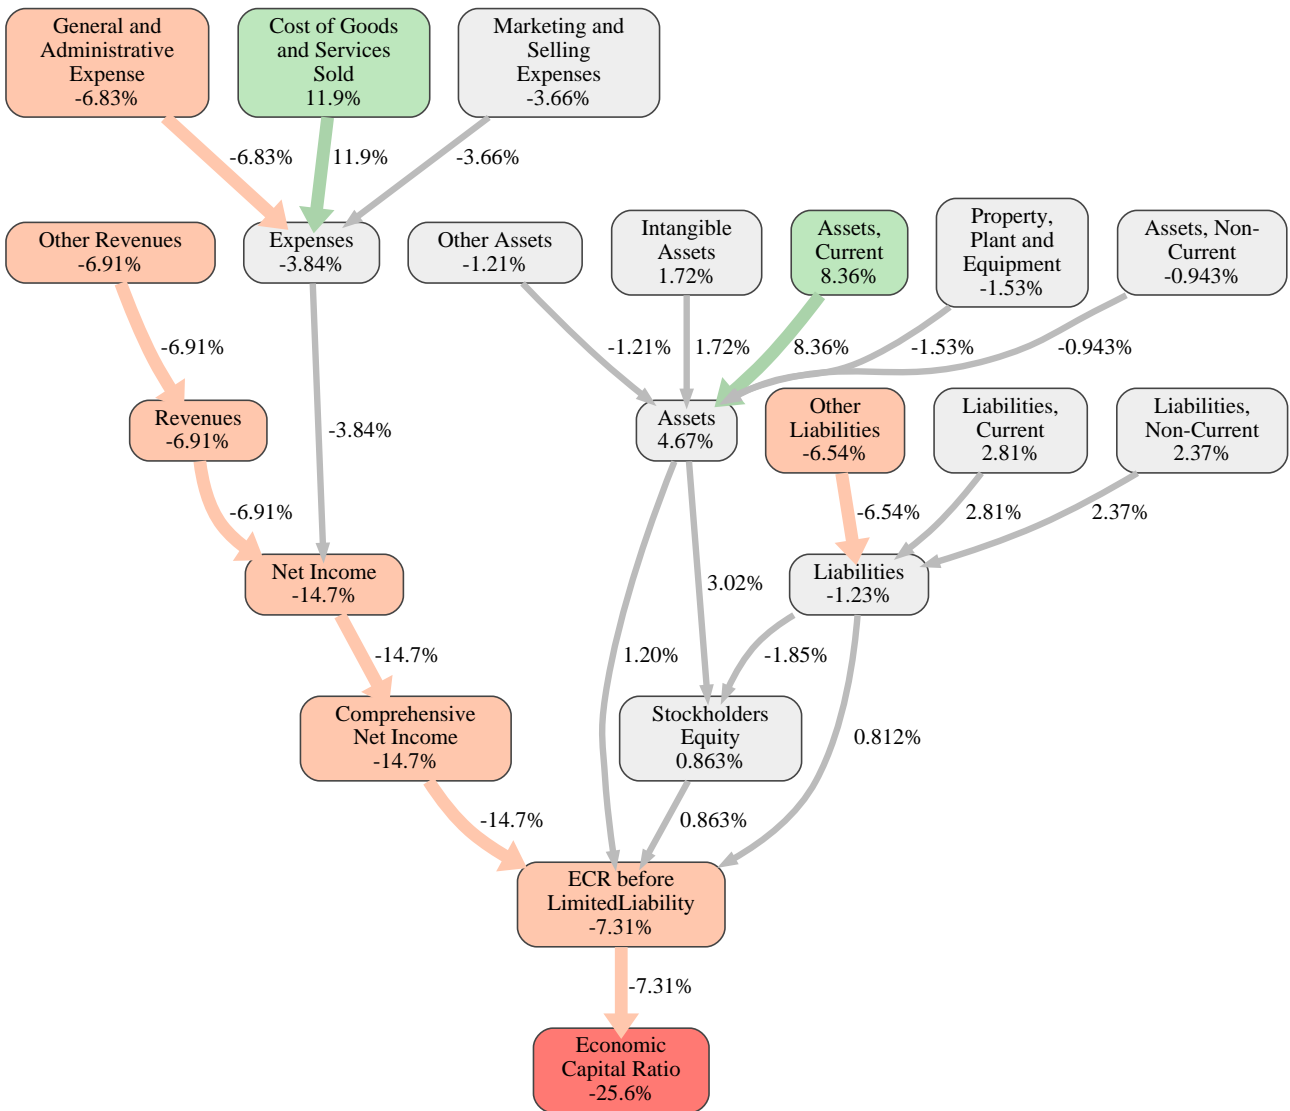 General and
Administrative
Expense
-6.83%
Cost of Goods
and Services
Sold
11.9%
Marketing and
Selling
Expenses
-3.66%
-6.83%
11.9%
-3.66%
Other Revenues
-6.91%
Expenses
-3.84%
Other Assets
-1.21%
Intangible
Assets
1.72%
Assets,
Current
8.36%
Property,
Plant and
Equipment
-1.53%
Assets, Non-
Current
-0.943%
-6.91%
-1.21%
1.72%
8.36%
-1.53%
-0.943%
Revenues
-6.91%
-3.84%
Assets
4.67%
Other
Liabilities
-6.54%
Liabilities,
Current
2.81%
Liabilities,
Non-Current
2.37%
-6.91%
-6.54%
2.81%
2.37%
Net Income
-14.7%
3.02%
Liabilities
-1.23%
-14.7%
1.20%
-1.85%
Comprehensive
Net Income
-14.7%
Stockholders
Equity
0.863%
0.812%
-14.7%
0.863%
ECR before
LimitedLiability
-7.31%
-7.31%
Economic
Capital Ratio
-25.6%